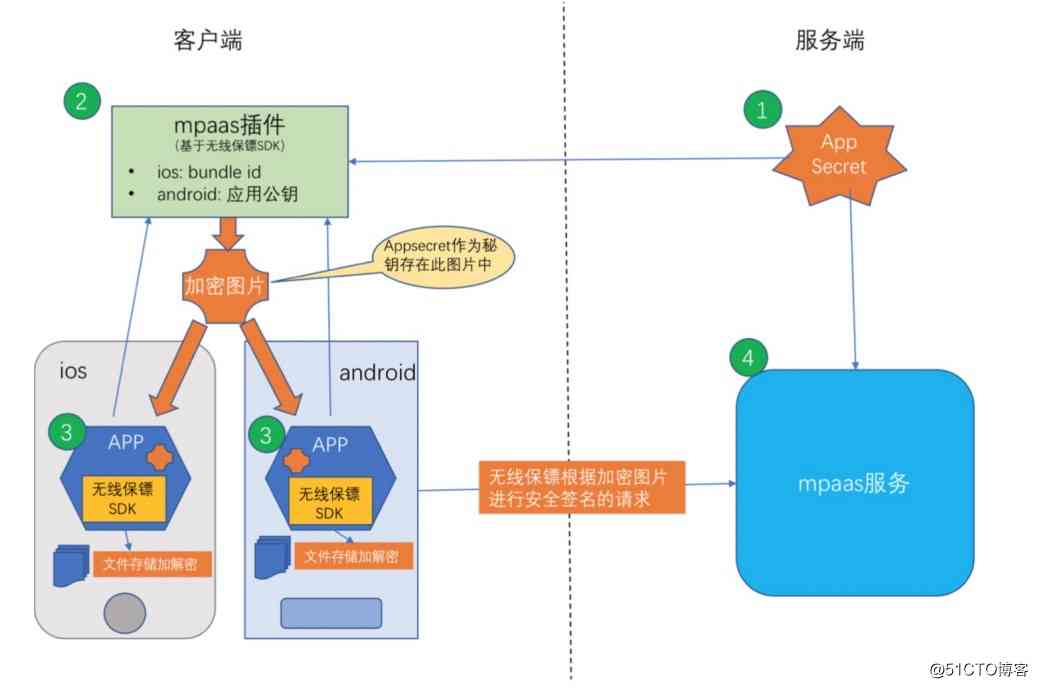 客户端
服务端
2
mpaas插件
(基于无线保镖SDK)
• ios: bundle id
• android: 应用公钥
1
App
Secret
Appsecret作为秘
钥存在此图片中
加密图片
ios
android
4
3
APP
无线保镖
SDK
文件存储加解密
3
APP
无线保镖
SDK
文件存储加解密
无线保镖根据加密图片
进行安全签名的请求
mpaas服务
@51CTO博客